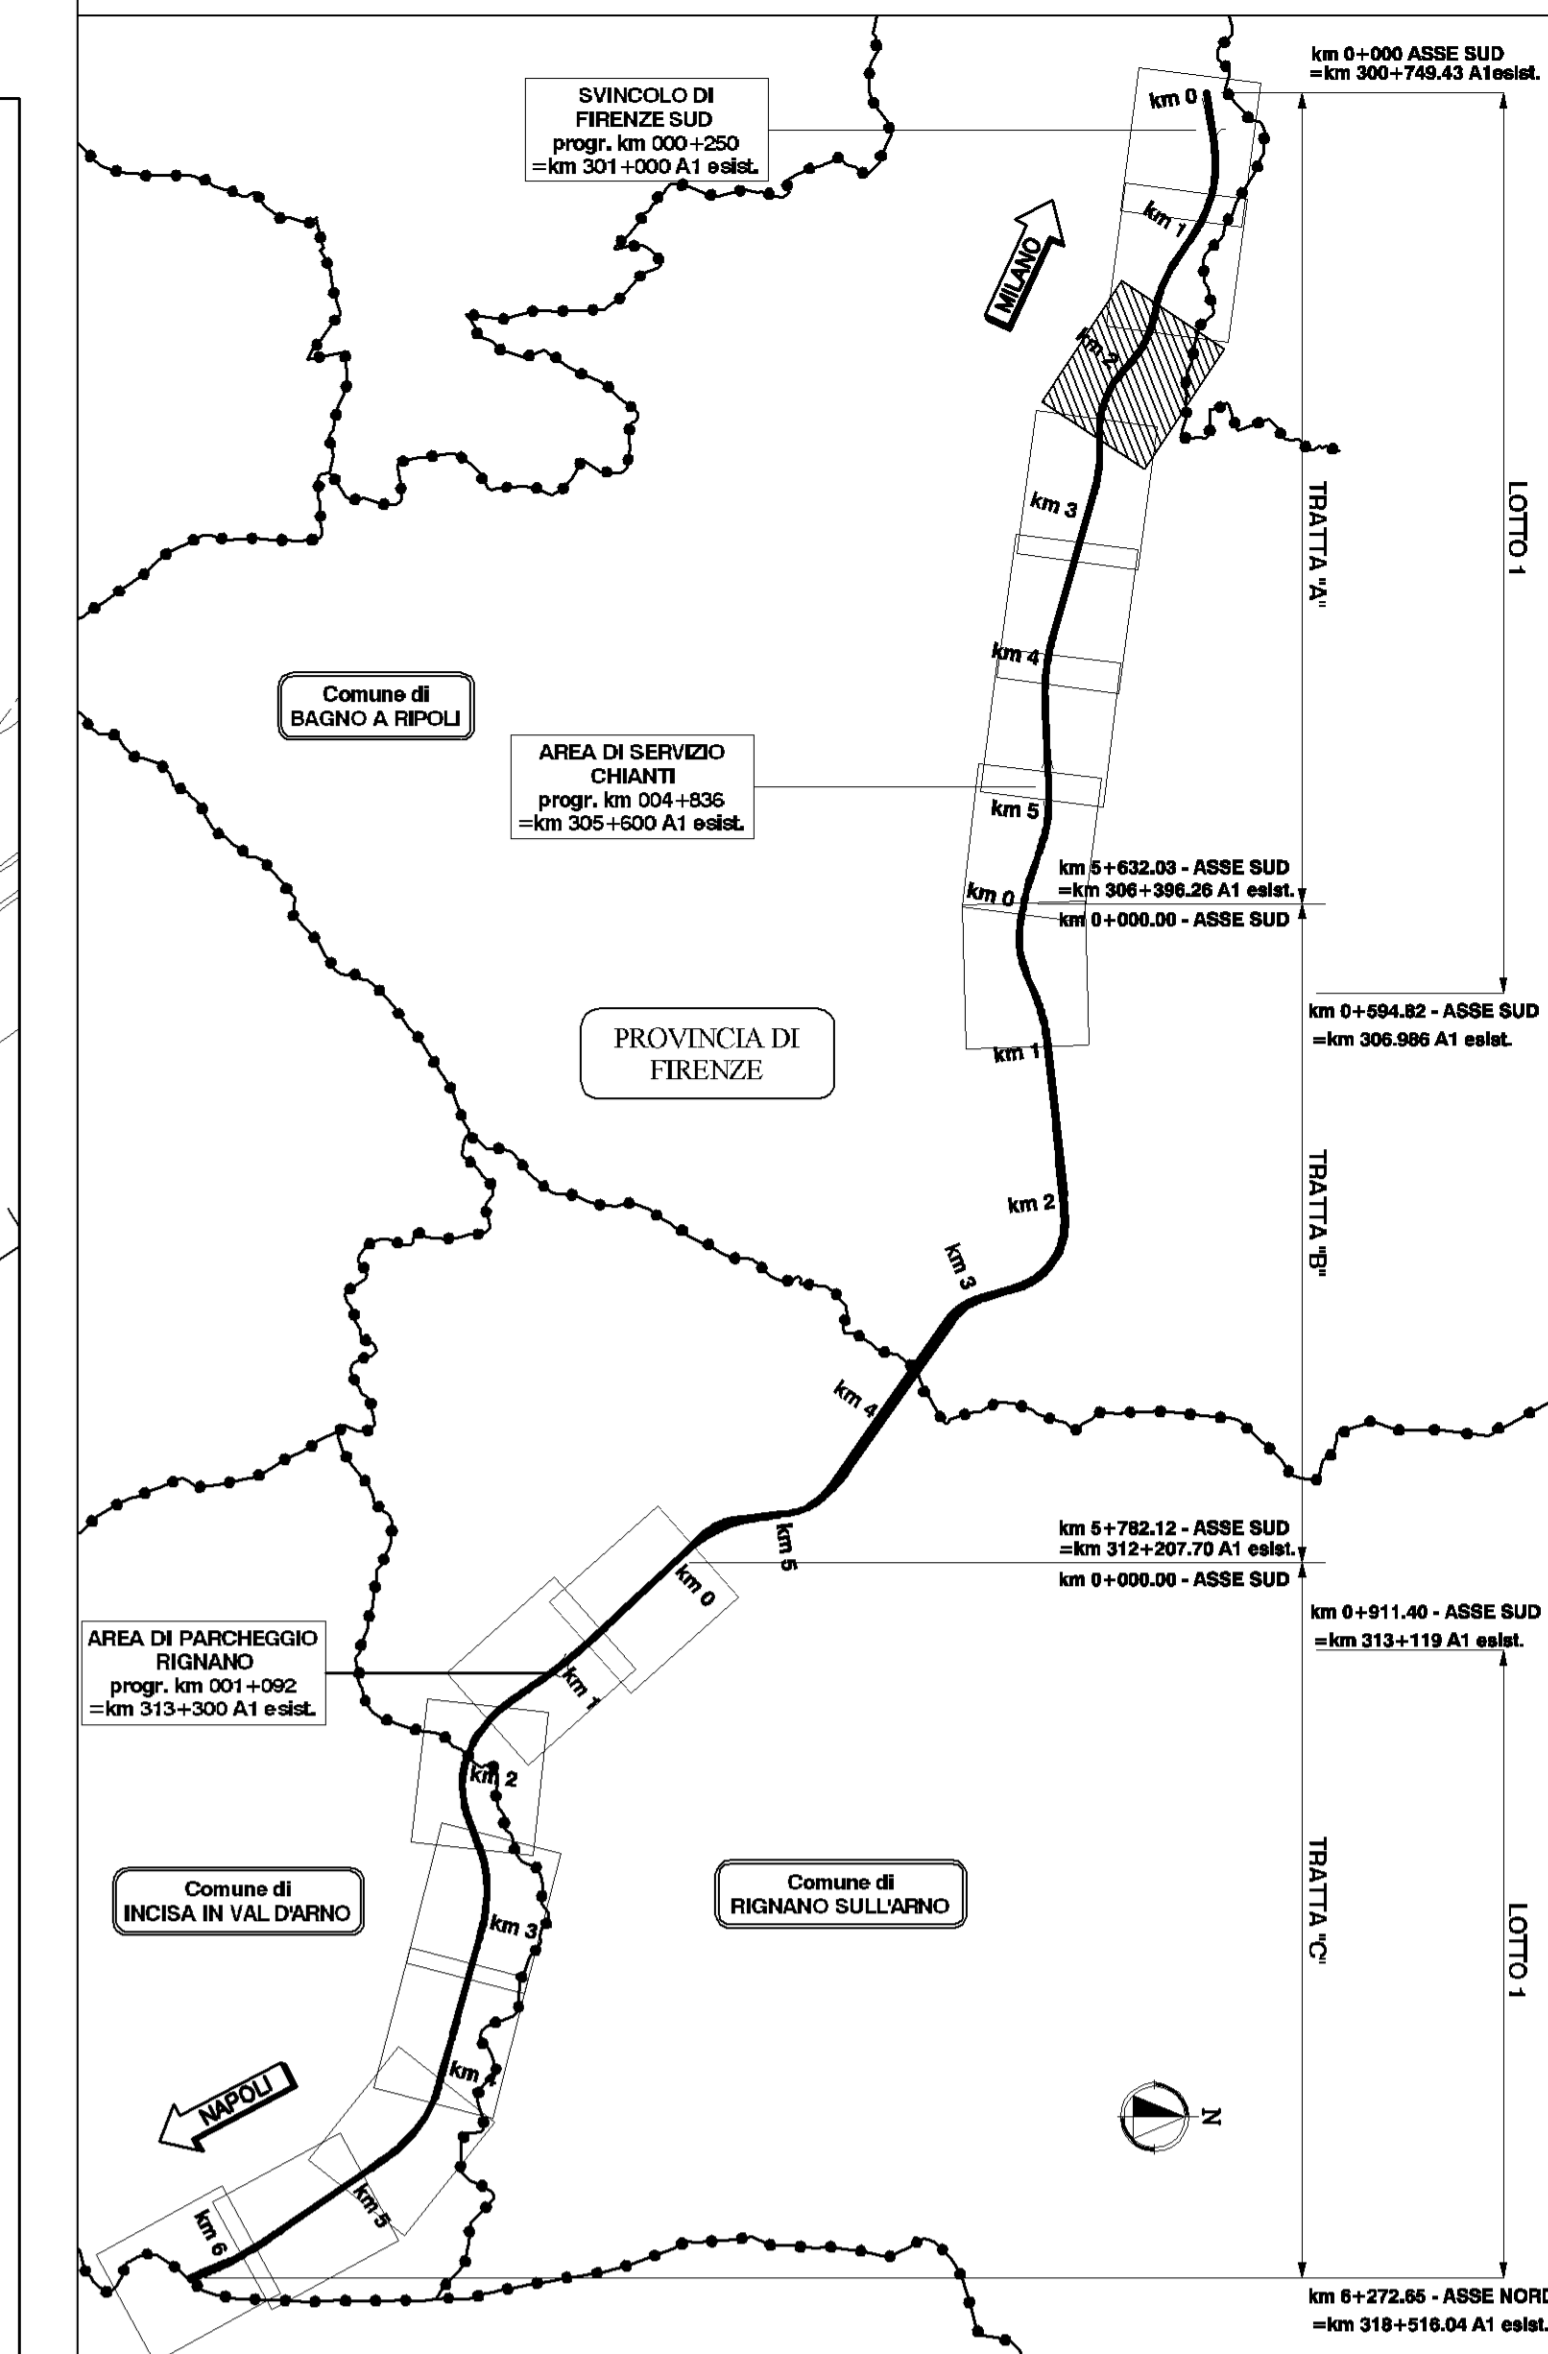 km 0+000 ASSE SUD
=km 300+749.43 A1esist.
SVINCOLO DI
FIRENZE SUD
progr. km 000+250
=km 301+000 A1 esist.
km 0
km 1
MILANO
km 2
km 3
TRATTA "A"
LOTTO 1
km 4
Comune di
BAGNO A RIPOLI
AREA DI SERVIZIO
CHIANTI
progr. km 004+836
=km 305+600 A1 esist.
km 5
km 5+632.03 - ASSE SUD
=km 306+396.26 A1 esist.
km 0
km 0+000.00 - ASSE SUD
km 0+594.82 - ASSE SUD
=km 306.986 A1 esist.
PROVINCIA DI
FIRENZE
km 1
km 2
TRATTA "B"
km 3
km 4
km 5
km 5+782.12 - ASSE SUD
=km 312+207.70 A1 esist.
km 0+000.00 - ASSE SUD
km 0
km 0+911.40 - ASSE SUD
=km 313+119 A1 esist.
AREA DI PARCHEGGIO
RIGNANO
progr. km 001+092
=km 313+300 A1 esist.
km 1
km 2
Comune di
INCISA IN VAL D'ARNO
Comune di
RIGNANO SULL'ARNO
km 3
TRATTA "C"
LOTTO 1
km 4
NAPOLI
N
km 5
km 6
km 6+272.65 - ASSE NORD
=km 318+516.04 A1 esist.